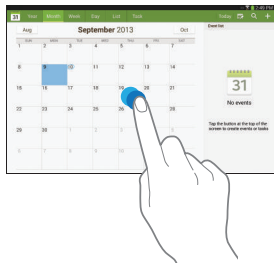 2:49 PM
31 Year Month Week Day List Task Today
Aug September 2013 Oct
Event list
SUN MON TUE WED THU FRI SAT
1 2 3 4 5 6 7
8 9 10 11 12 13 14
15 16 17 18 19 20 21
22 23 24 25 26 27 28
29 30 1 2 3 4 5
6 7 8 9 10
31
No events
Tap the button at the top of the
screen to create events or tasks